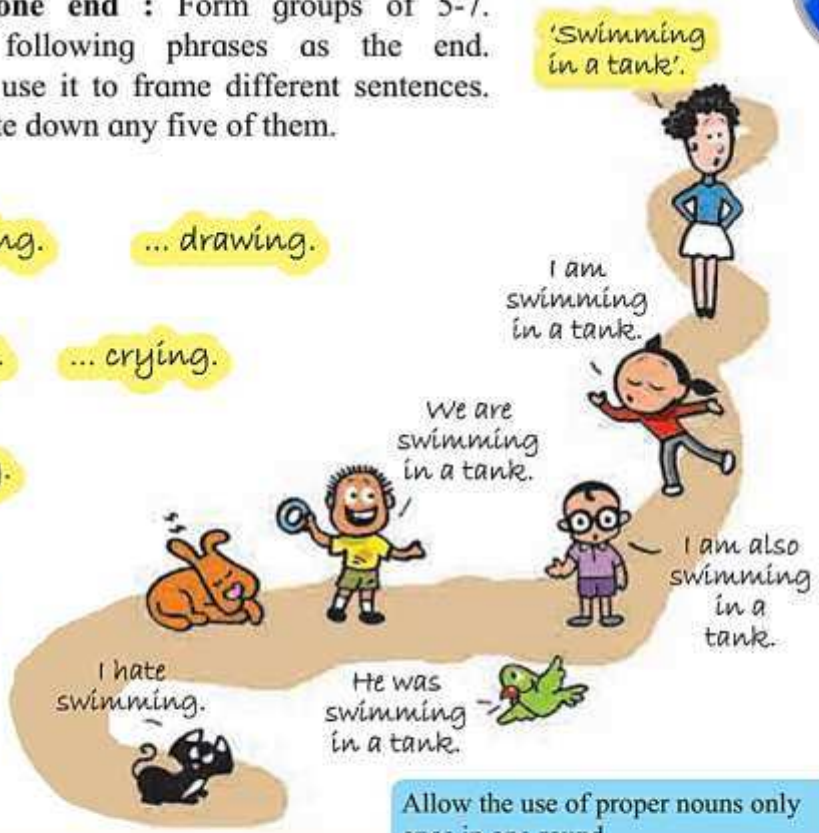 one end : Form groups of 5-7.
following phrases as the end.
use it to frame different sentences.
down any five of them.
'Swimming
in a tank'.
... drawing.
I am
swimming
in a tank.
... crying.
We are
swimming
in a tank.
I am also
swimming
in a
tank.
I hate
swimming.
He was
swimming
in a tank.
Allow the use of proper nouns only